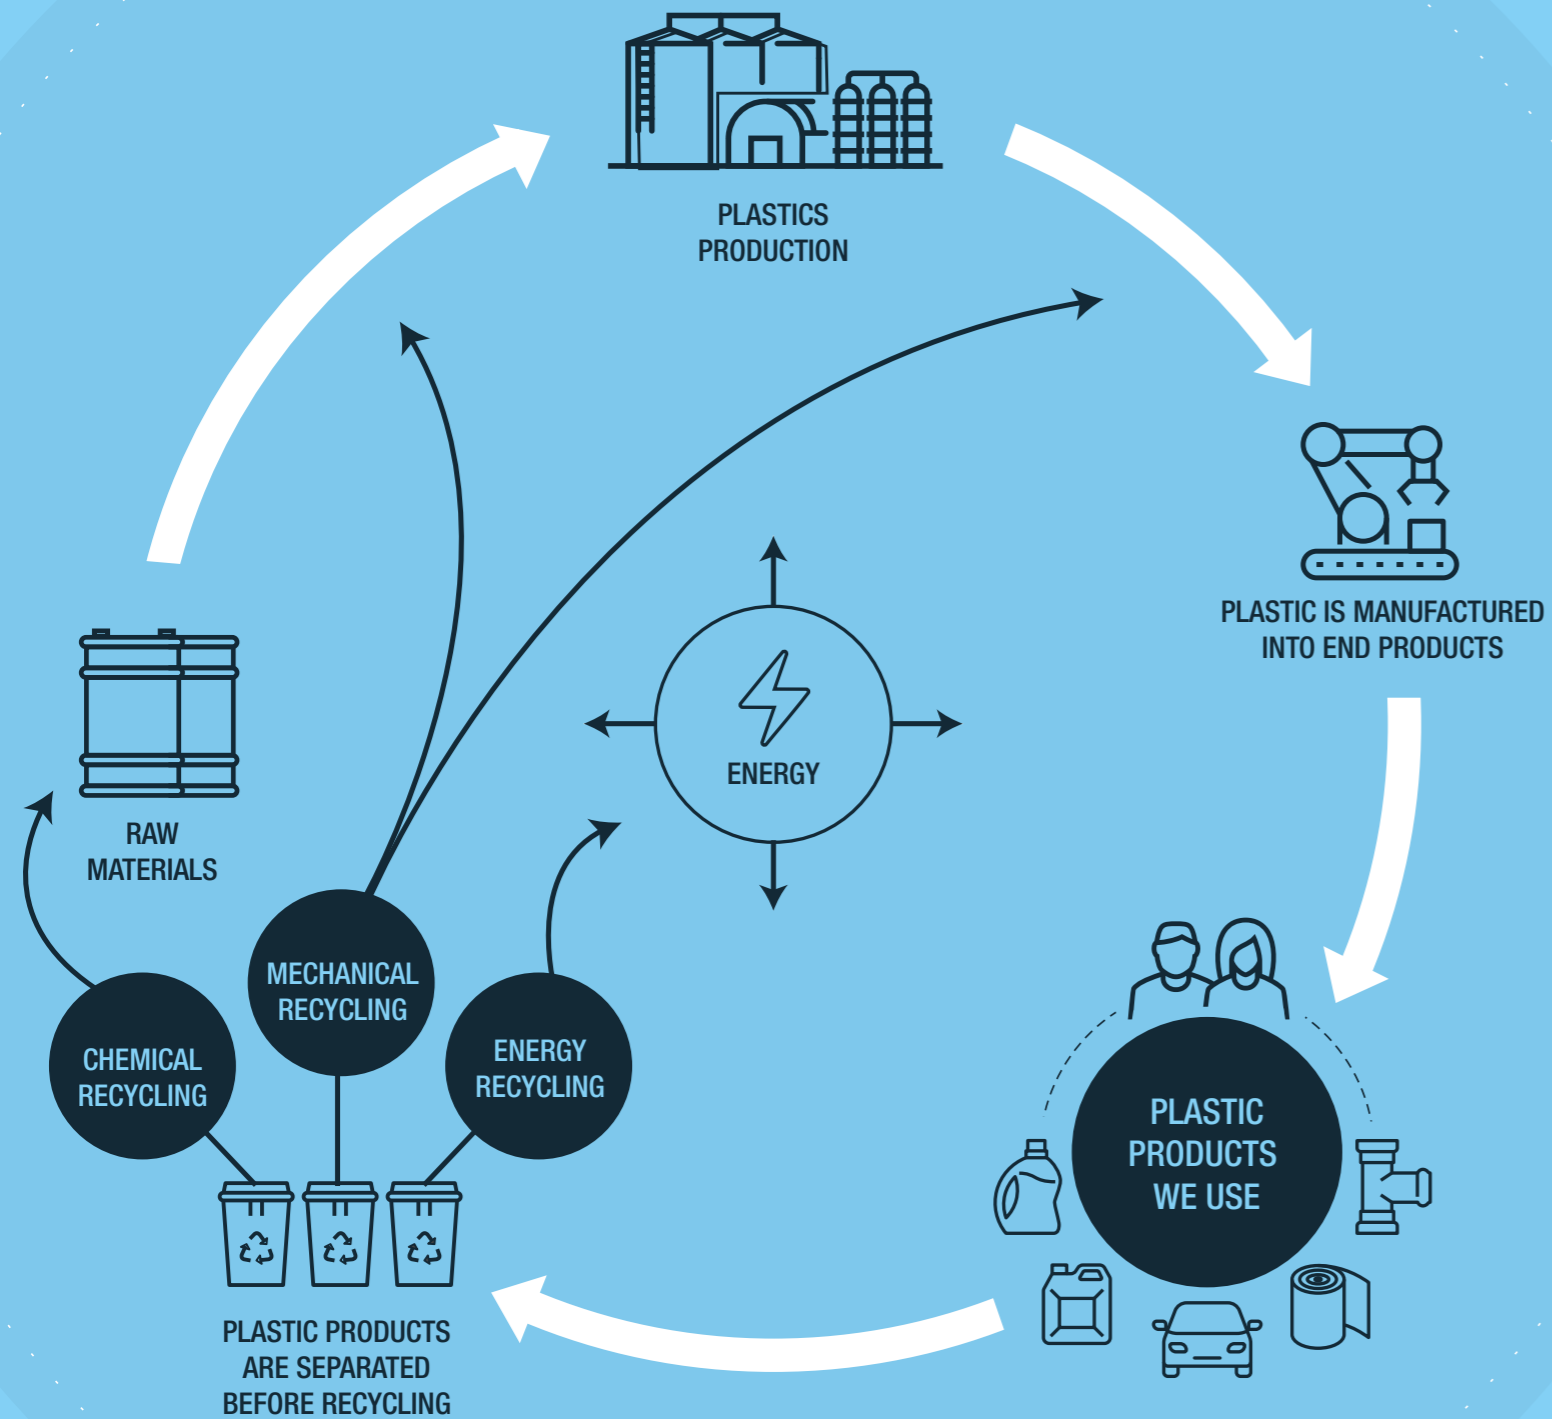 PLASTICS
PRODUCTION
PLASTIC IS MANUFACTURED
INTO END PRODUCTS
ENERGY
RAW
MATERIALS
MECHANICAL
RECYCLING
CHEMICAL
RECYCLING
ENERGY
RECYCLING
PLASTIC
PRODUCTS
WE USE
PLASTIC PRODUCTS
ARE SEPARATED
BEFORE RECYCLING